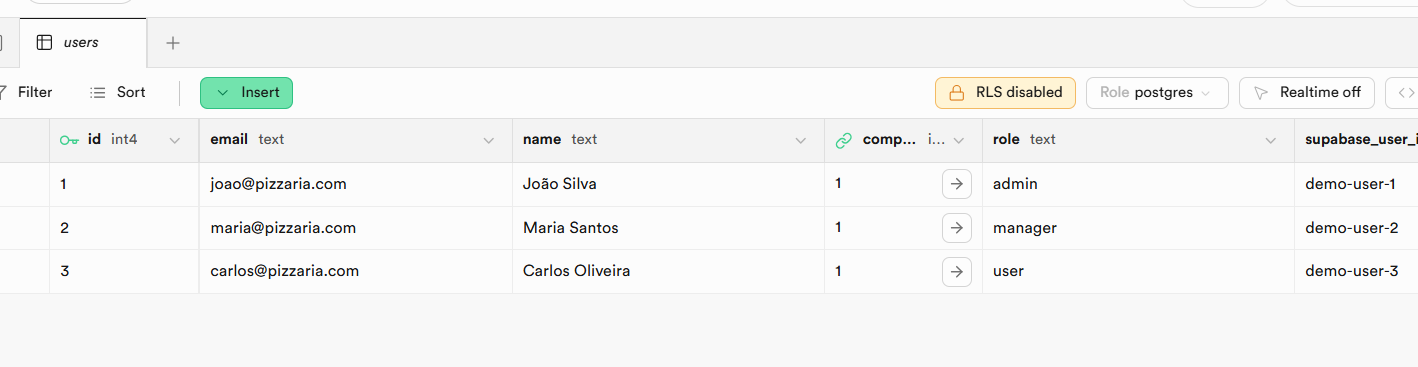 users
Filter Sort Insert RLS disabled Role postgres Realtime off
id int4 email text name text comp... i... role text supabase_user_i
1 joao@pizzaria.com João Silva 1 admin demo-user-1
2 maria@pizzaria.com Maria Santos 1 manager demo-user-2
3 carlos@pizzaria.com Carlos Oliveira 1 user demo-user-3